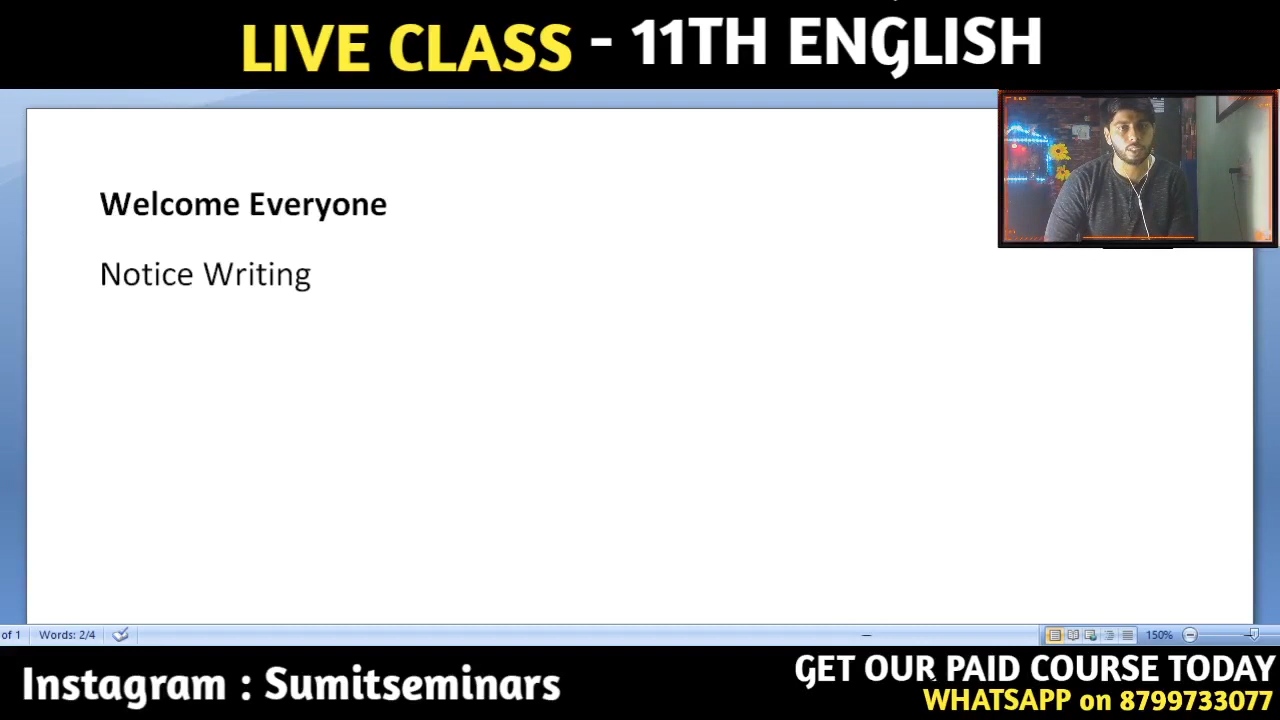 LIVE CLASS - 11TH ENGLISH
Welcome Everyone
Notice Writing
of 1 Words: 2/4 150%
Instagram : Sumitseminars
GET OUR PAID COURSE TODAY
WHATSAPP on 8799733077